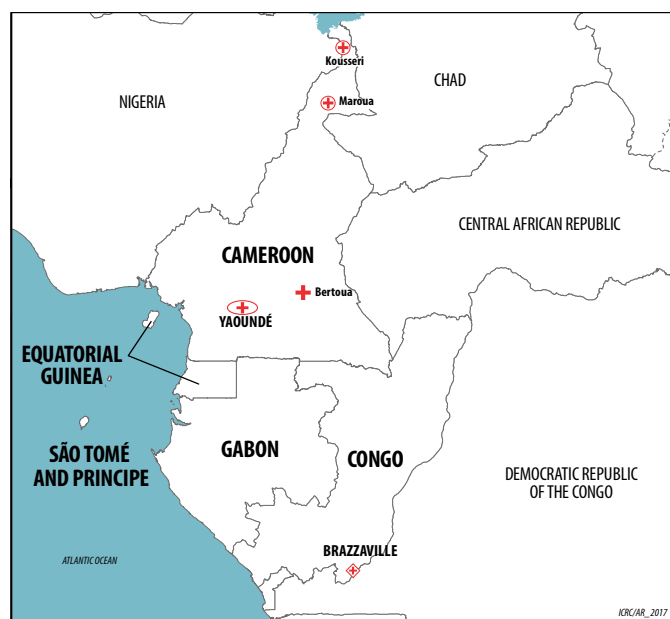 Kousseri
NIGERIA
CHAD
Maroua
CENTRAL AFRICAN REPUBLIC
CAMEROON
Bertoua
YAOUNDÉ
EQUATORIAL
GUINEA
GABON
CONGO
SÃO TOMÉ
AND PRINCIPE
DEMOCRATIC REPUBLIC
OF THE CONGO
BRAZZAVILLE
ATLANTIC OCEAN
ICRC/AR_2017